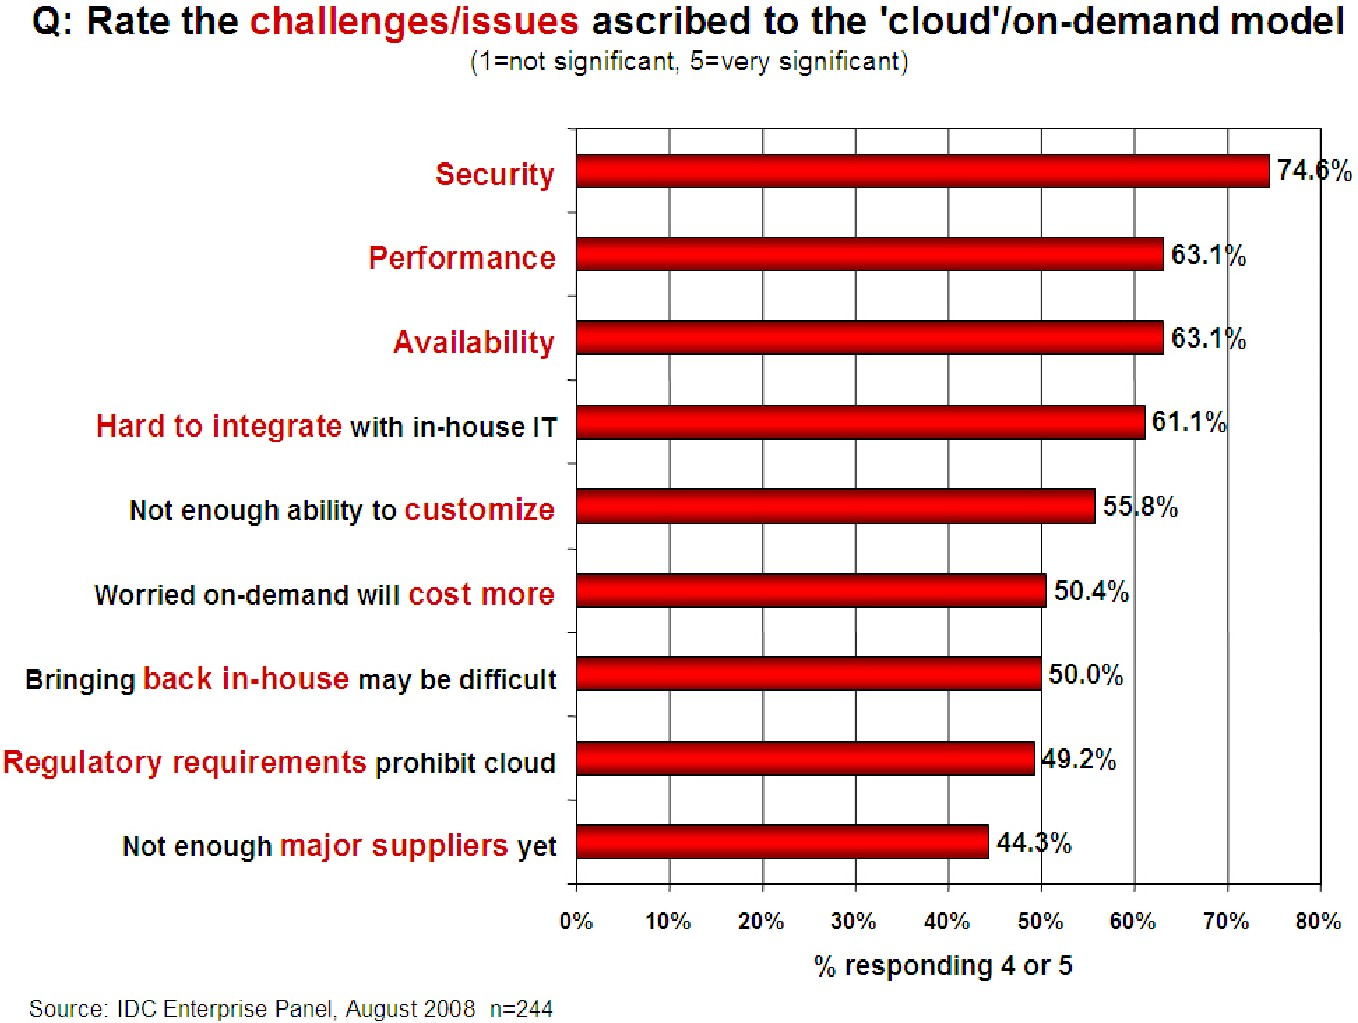 Q: Rate the challenges/issues ascribed to the 'cloud'/on-demand model
(1=not significant, 5=very significant)
Security 74.6%
Performance 63.1%
Availability 63.1%
Hard to integrate with in-house IT 61.1%
Not enough ability to customize 55.8%
Worried on-demand will cost more 50.4%
Bringing back in-house may be difficult 50.0%
Regulatory requirements prohibit cloud 49.2%
Not enough major suppliers yet 44.3%
0% 10% 20% 30% 40% 50% 60% 70% 80%
% responding 4 or 5
Source: IDC Enterprise Panel, August 2008 n=244